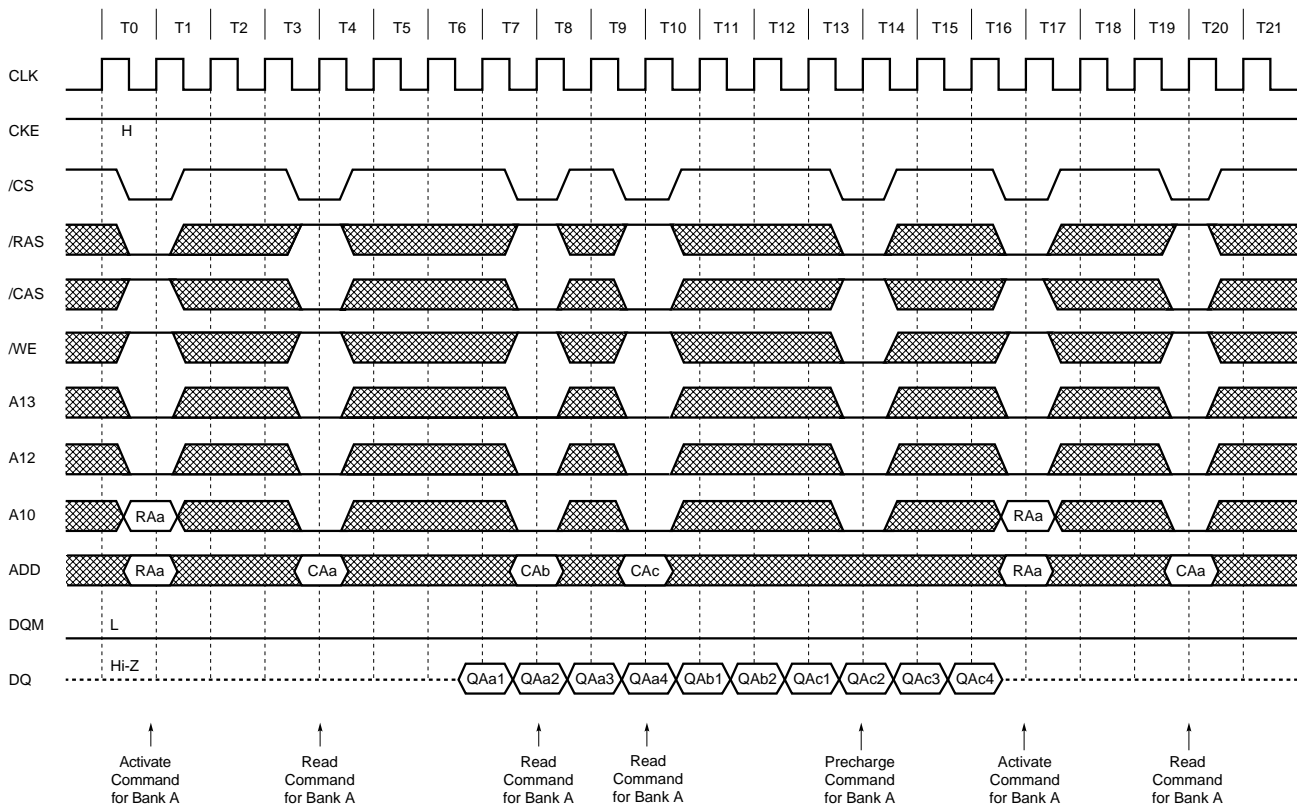 T0 T1 T2 T3 T4 T5 T6 T7 T8 T9 T10 T11 T12 T13 T14 T15 T16 T17 T18 T19 T20 T21
CLK
CKE H
/CS
/RAS
/CAS
/WE
A13
A12
A10 RAa RAa
ADD RAa CAa CAb CAc RAa CAa
DQM L
Hi-Z
DQ QAa1 QAa2 QAa3 QAa4 QAb1 QAb2 QAc1 QAc2 QAc3 QAc4
Activate
Command
for Bank A
Read
Command
for Bank A
Read
Command
for Bank A
Read
Command
for Bank A
Precharge
Command
for Bank A
Activate
Command
for Bank A
Read
Command
for Bank A